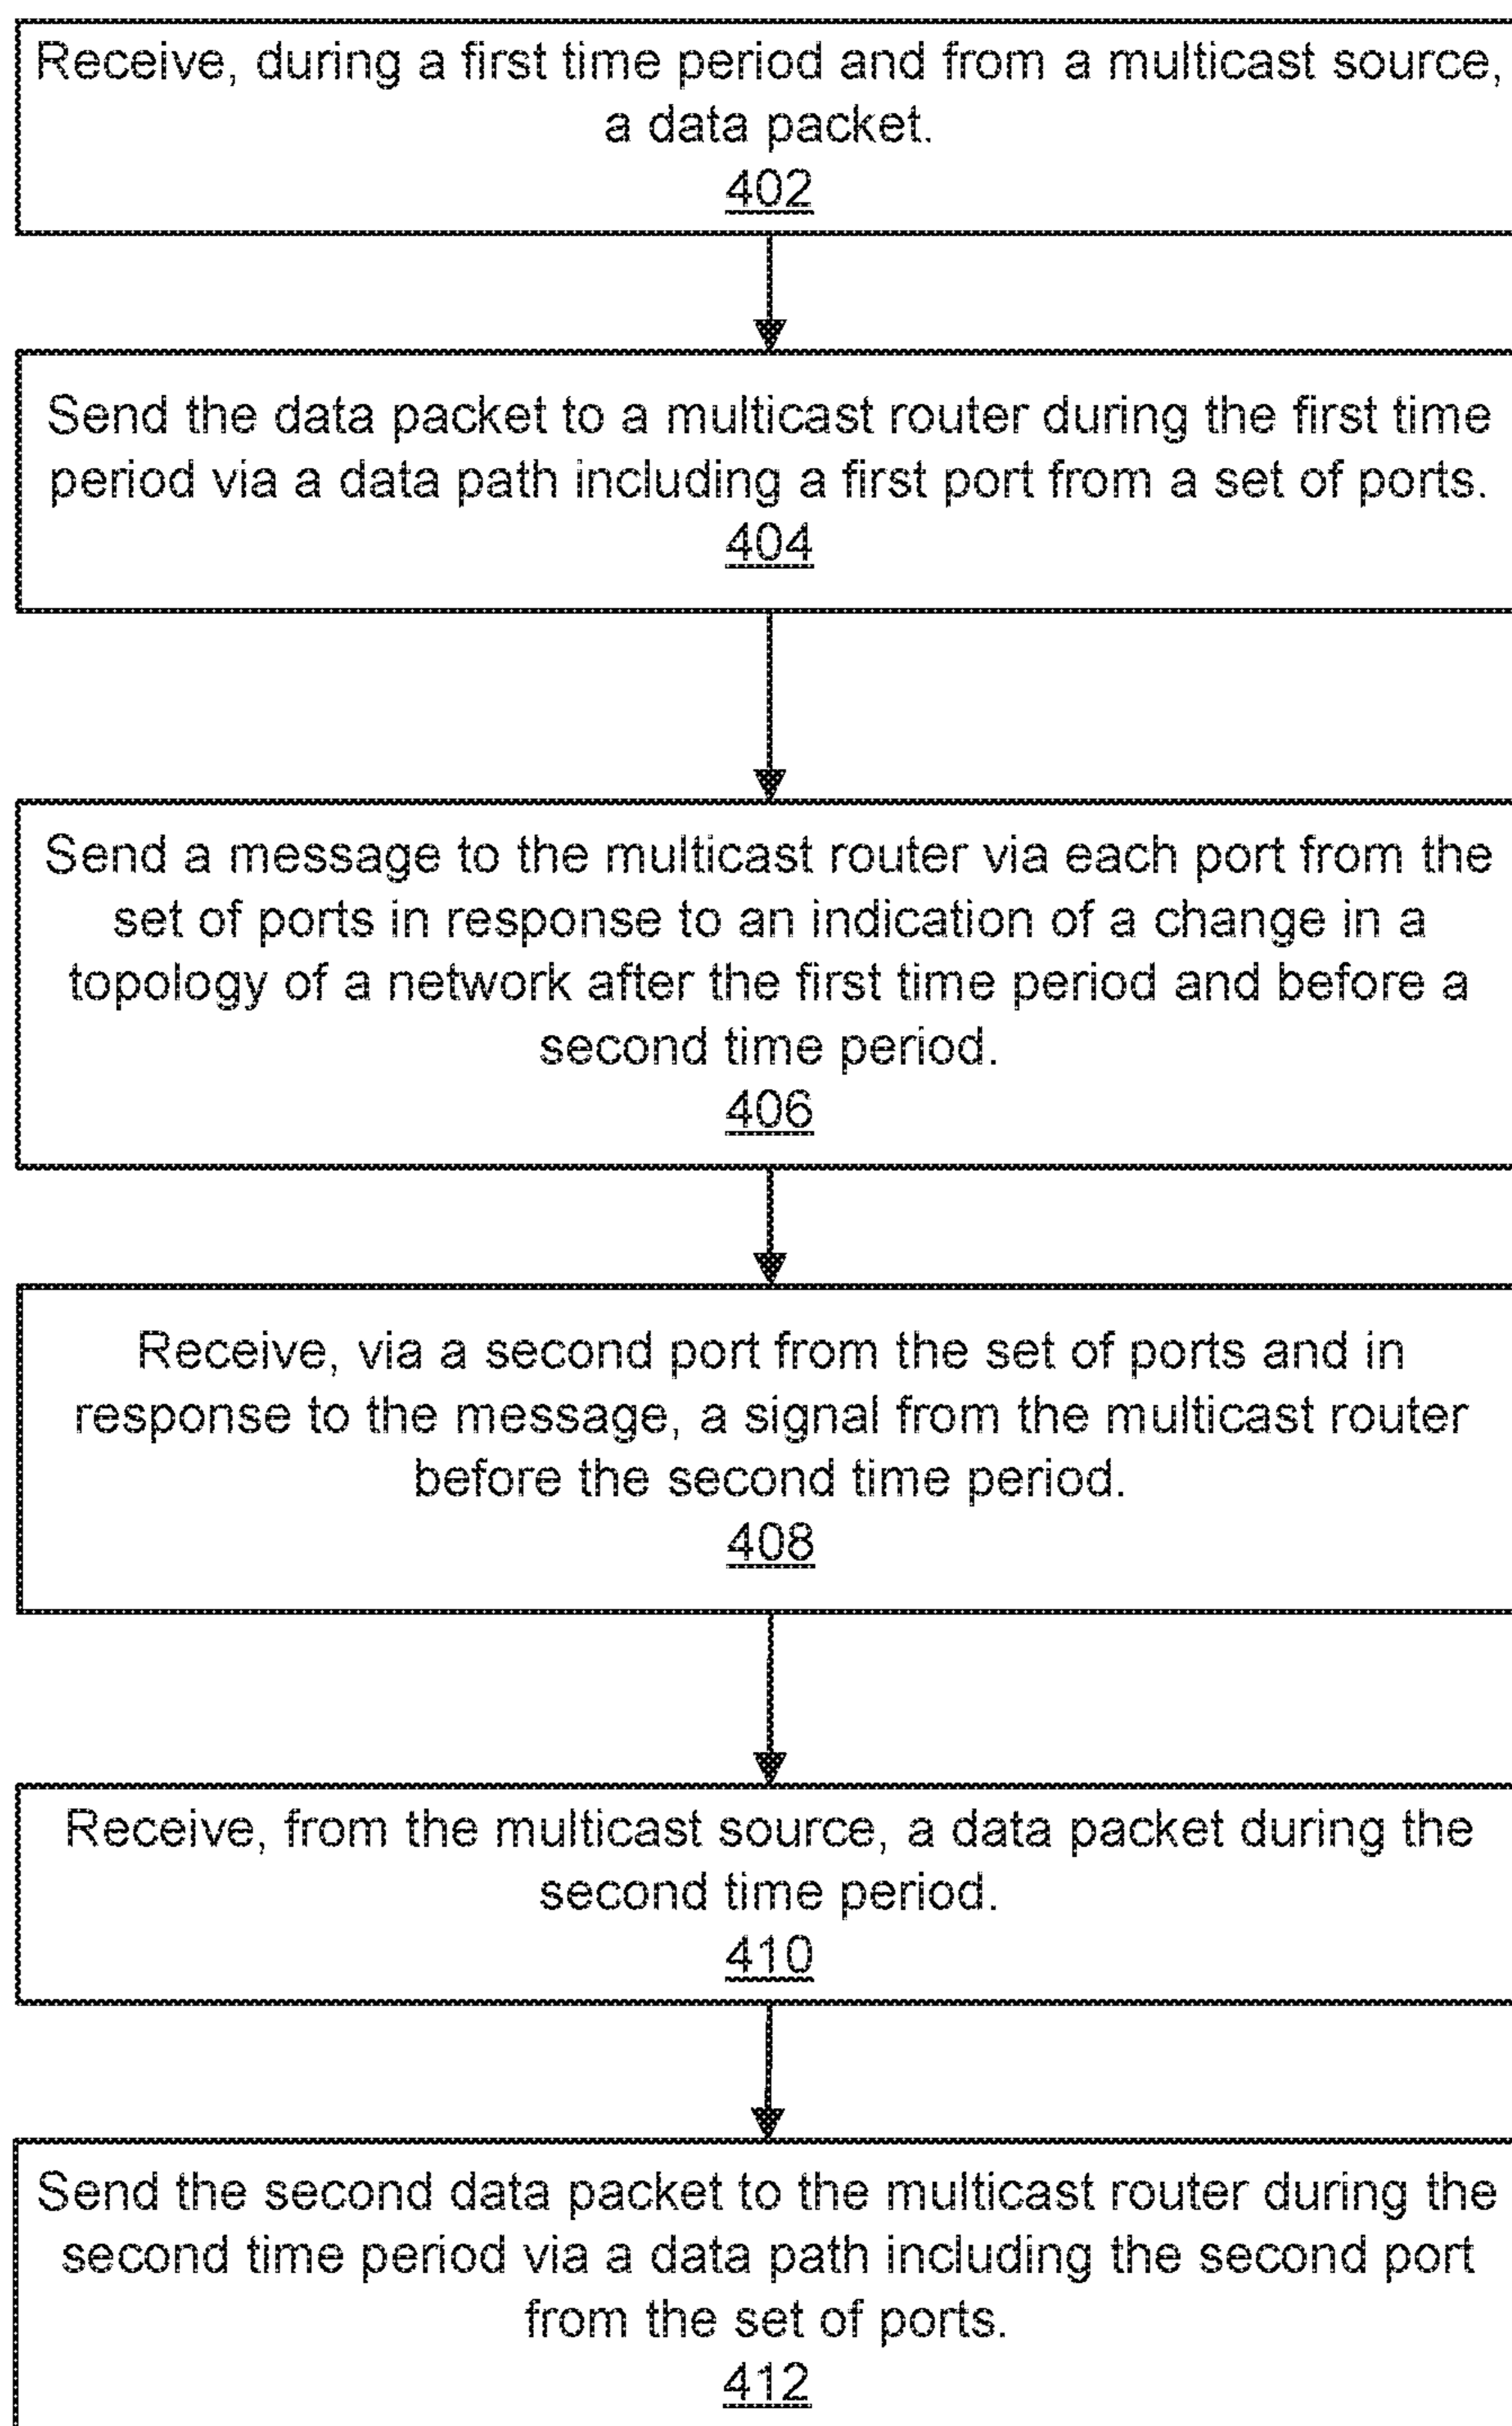 Receive, during a first time period and from a multicast source,
a data packet.
402
Send the data packet to a multicast router during the first time
period via a data path including a first port from a set of ports.
404
Send a message to the multicast router via each port from the
set of ports in response to an indication of a change in a
topology of a network after the first time period and before a
second time period.
406
Receive, via a second port from the set of ports and in
response to the message, a signal from the multicast router
before the second time period.
408
Receive, from the multicast source, a data packet during the
second time period.
410
Send the second data packet to the multicast router during the
second time period via a data path including the second port
from the set of ports.
412